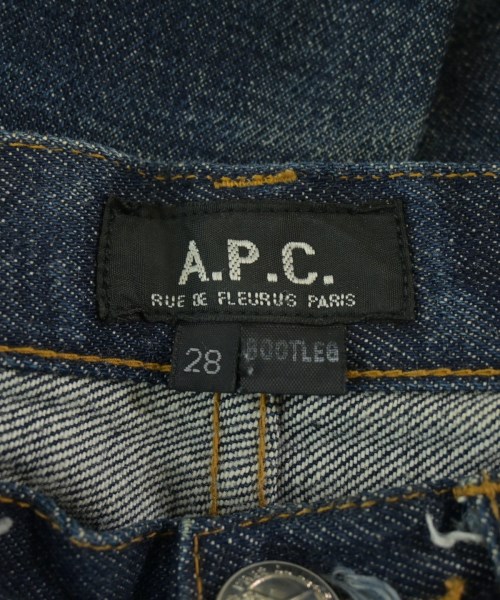 A.P.C.
RUE DE FLEURUS PARIS
28 BOOTLEG